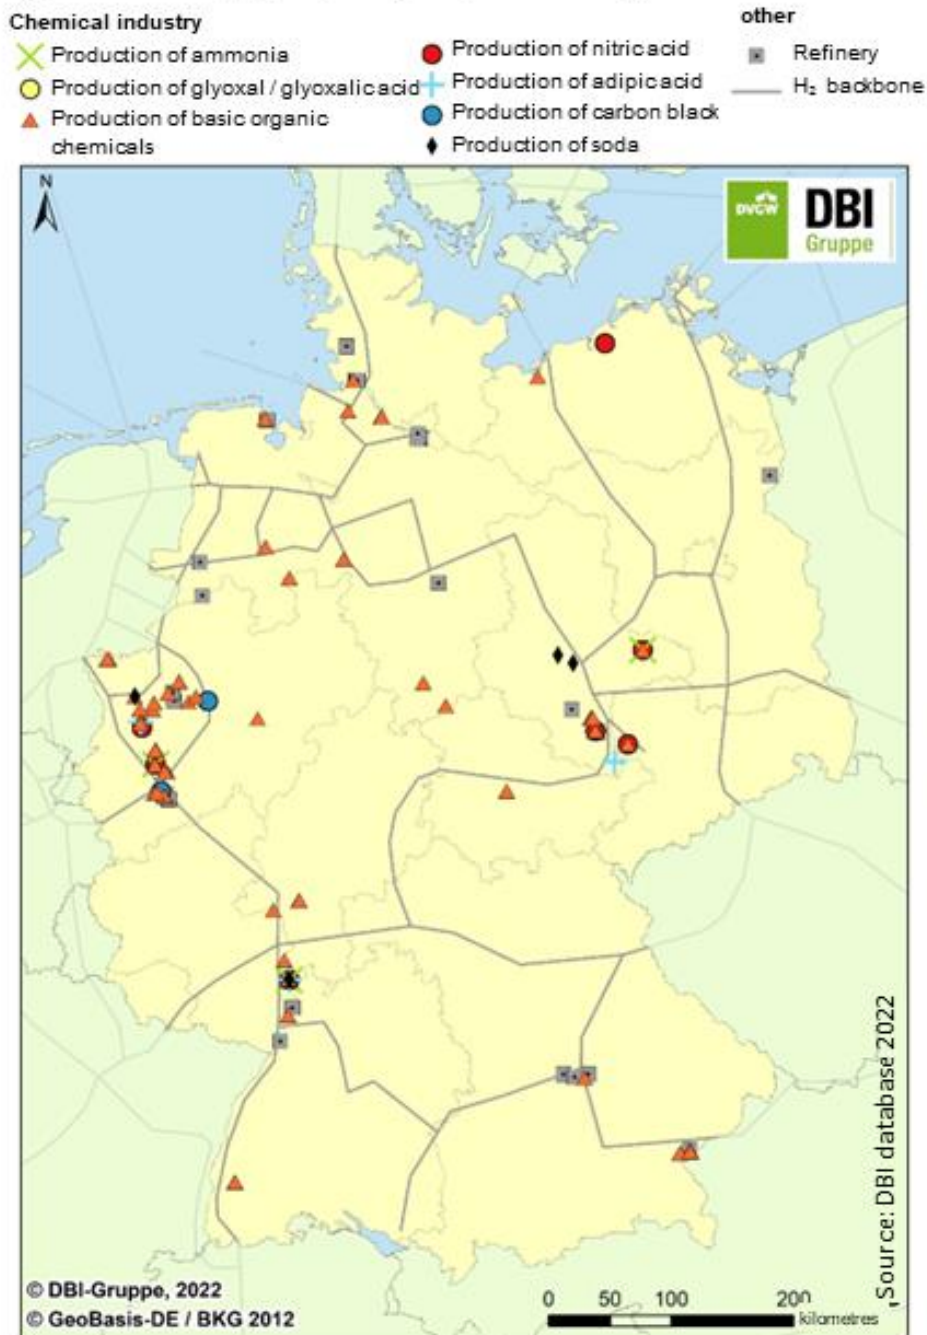 Chemical industry
Production of ammonia
Production of glyoxal / glyoxalic acid
Production of basic organic
chemicals
Production of nitric acid
Production of adipic acid
Production of carbon black
Production of soda
other
Refinery
H₂ backbone
N
DVGW
DBI
Gruppe
Source: DBI database 2022
© DBI-Gruppe, 2022
© GeoBasis-DE / BKG 2012
0 50 100 200
kilometres